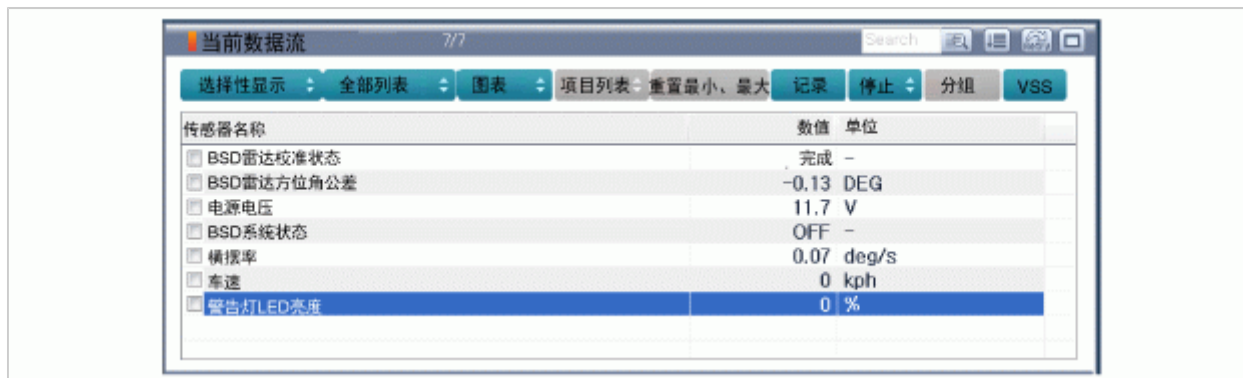 当前数据流 7/7 Search
选择性显示 全部列表 图表 项目列表 重置最小、最大 记录 停止 分组 VSS
传感器名称 数值 单位
BSD雷达校准状态 完成 -
BSD雷达方位角公差 -0.13 DEG
电源电压 11.7 V
BSD系统状态 OFF -
横摆率 0.07 deg/s
车速 0 kph
警告灯LED亮度 0 %